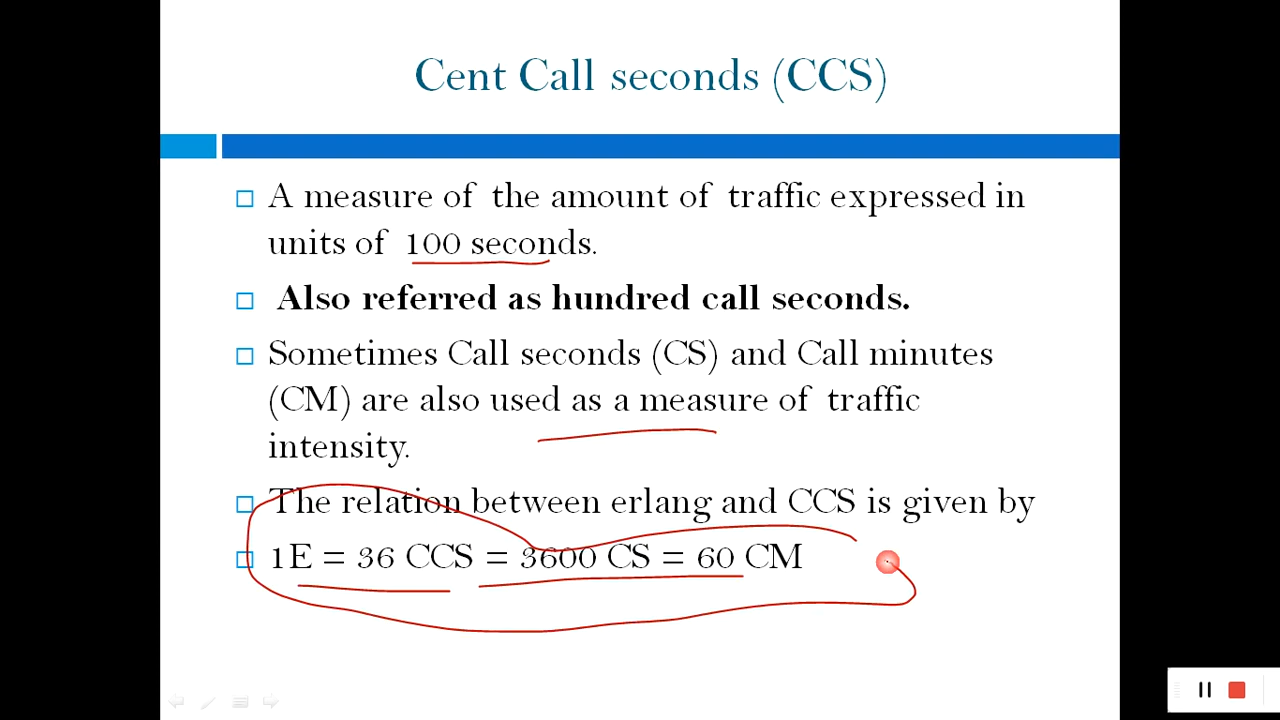 Cent Call seconds (CCS)
A measure of the amount of traffic expressed in
units of 100 seconds.
Also referred as hundred call seconds.
Sometimes Call seconds (CS) and Call minutes
(CM) are also used as a measure of traffic
intensity.
The relation between erlang and CCS is given by
1E = 36 CCS = 3600 CS = 60 CM